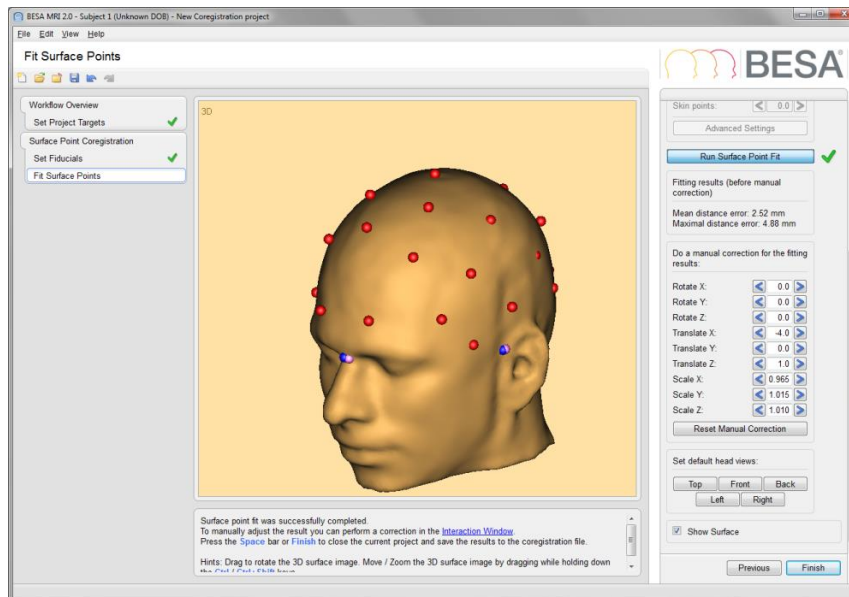 BESA MRI 2.0 - Subject 1 (Unknown DOB) - New Coregistration project
File Edit View Help
Fit Surface Points
BESA®
Workflow Overview
Set Project Targets
Surface Point Coregistration
Set Fiducials
Fit Surface Points
3D
Surface point fit was successfully completed.
To manually adjust the result you can perform a correction in the Interaction Window.
Press the Space bar or Finish to close the current project and save the results to the coregistration file.
Hints: Drag to rotate the 3D surface image. Move / Zoom the 3D surface image by dragging while holding down
the Ctrl / Ctrl+Shift keys.
Skin points: 0.0
Advanced Settings
Run Surface Point Fit
Fitting results (before manual
correction)
Mean distance error: 2.52 mm
Maximal distance error: 4.88 mm
Do a manual correction for the fitting
results:
Rotate X: 0.0
Rotate Y: 0.0
Rotate Z: 0.0
Translate X: -4.0
Translate Y: 0.0
Translate Z: 1.0
Scale X: 0.965
Scale Y: 1.015
Scale Z: 1.010
Reset Manual Correction
Set default head views:
Top Front Back
Left Right
Show Surface
Previous Finish